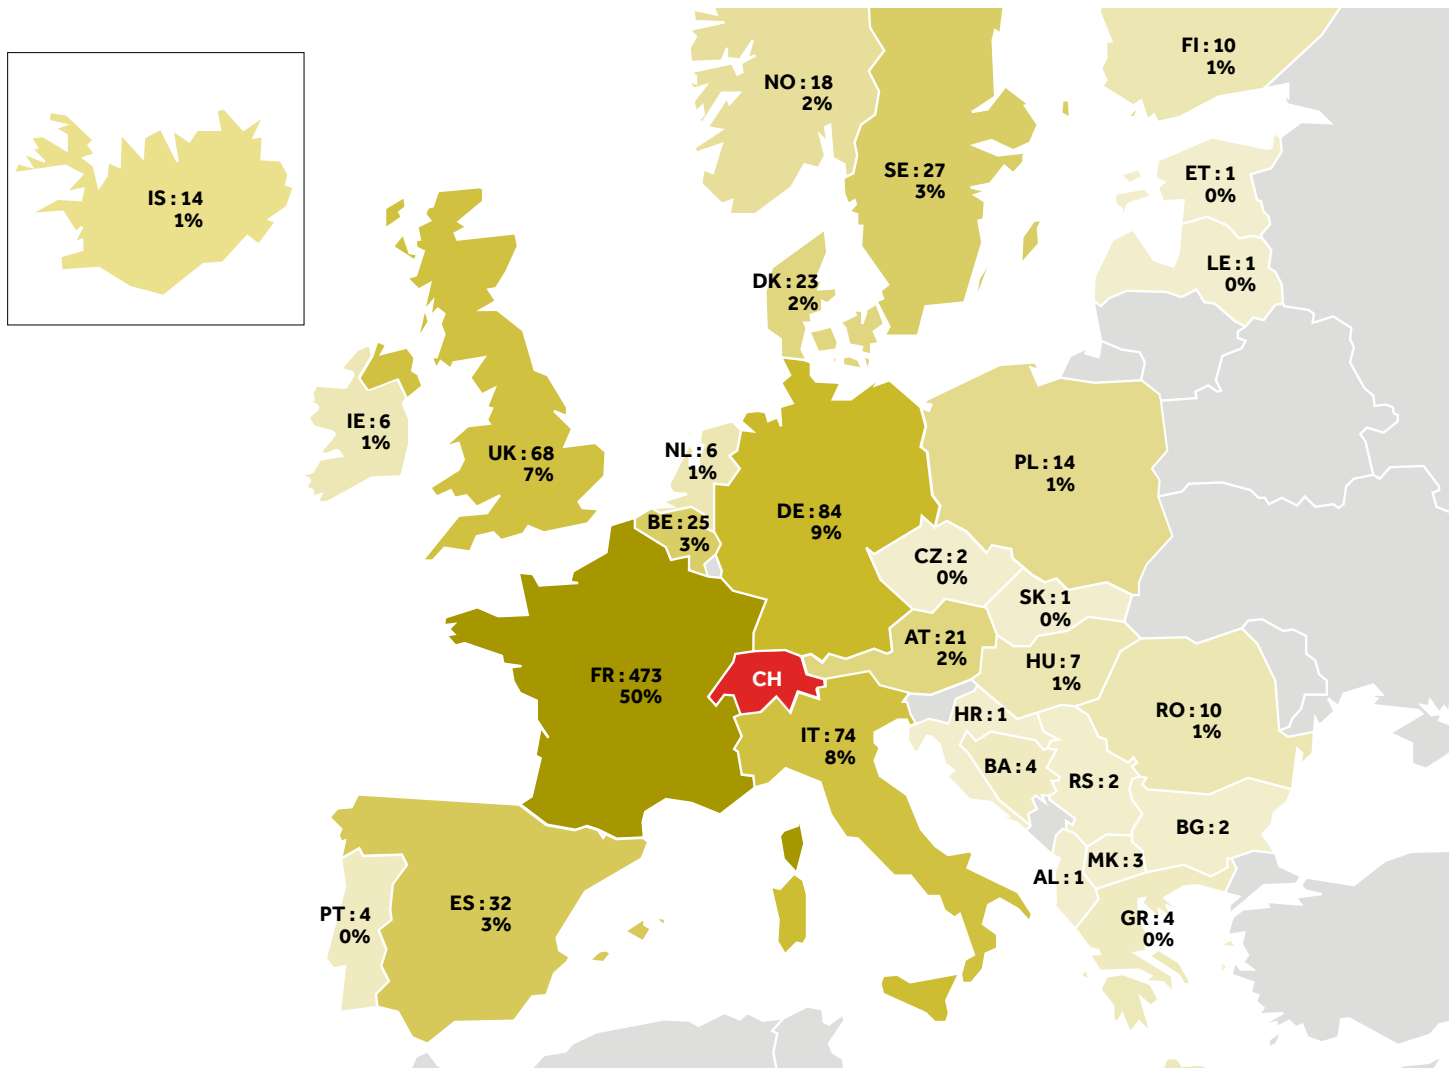 FI : 10
1%
NO : 18
2%
SE : 27
3%
ET : 1
0%
IS : 14
1%
LE : 1
0%
DK : 23
2%
IE : 6
1%
UK : 68
7%
NL : 6
1%
PL : 14
1%
DE : 84
9%
BE : 25
3%
CZ : 2
0%
SK : 1
0%
AT : 21
2%
HU : 7
1%
FR : 473
50%
CH
RO : 10
1%
HR : 1
IT : 74
8%
BA : 4
RS : 2
BG : 2
MK : 3
AL : 1
ES : 32
3%
PT : 4
0%
GR : 4
0%